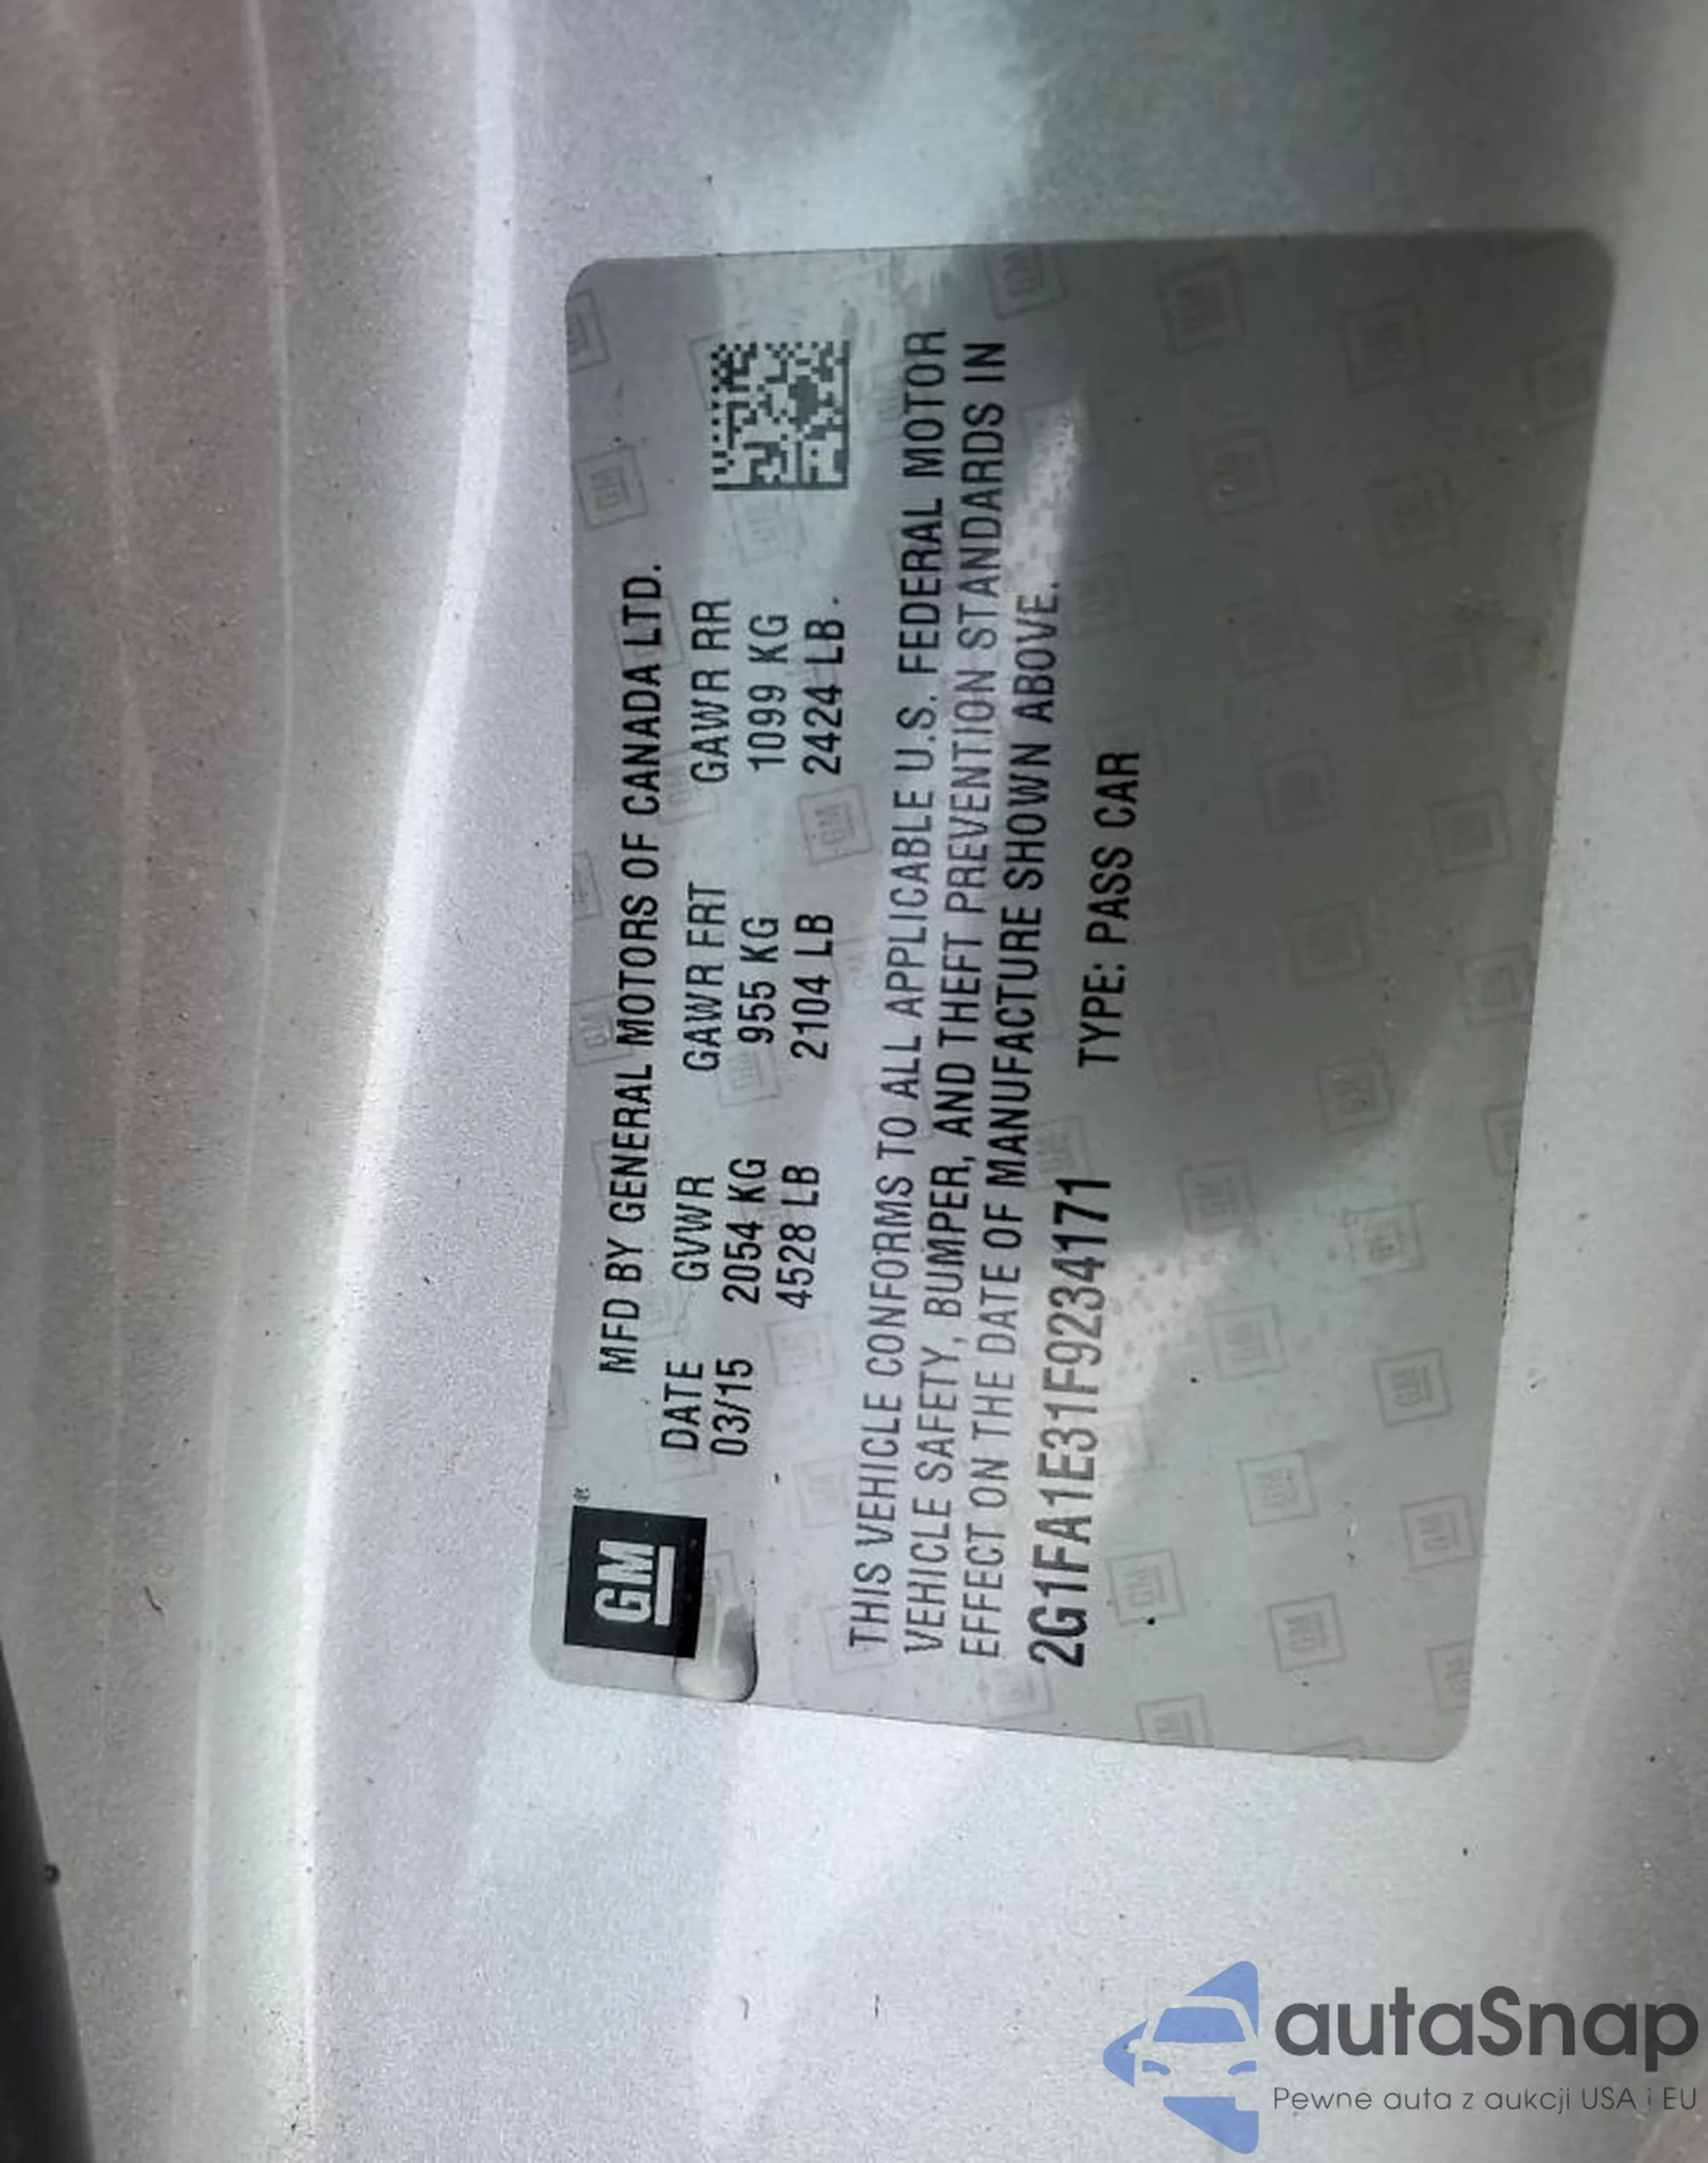 GM®
MFD BY GENERAL MOTORS OF CANADA LTD.
DATE GVWR GAWR FRT GAWR RR
03/15 2054 KG 955 KG 1099 KG
4528 LB 2104 LB 2424 LB.
THIS VEHICLE CONFORMS TO ALL APPLICABLE U.S. FEDERAL MOTOR
VEHICLE SAFETY, BUMPER, AND THEFT PREVENTION STANDARDS IN
EFFECT ON THE DATE OF MANUFACTURE SHOWN ABOVE.
2G1FA1E31F9234171 TYPE: PASS CAR
autaSnap
Pewne auta z aukcji USA i EU